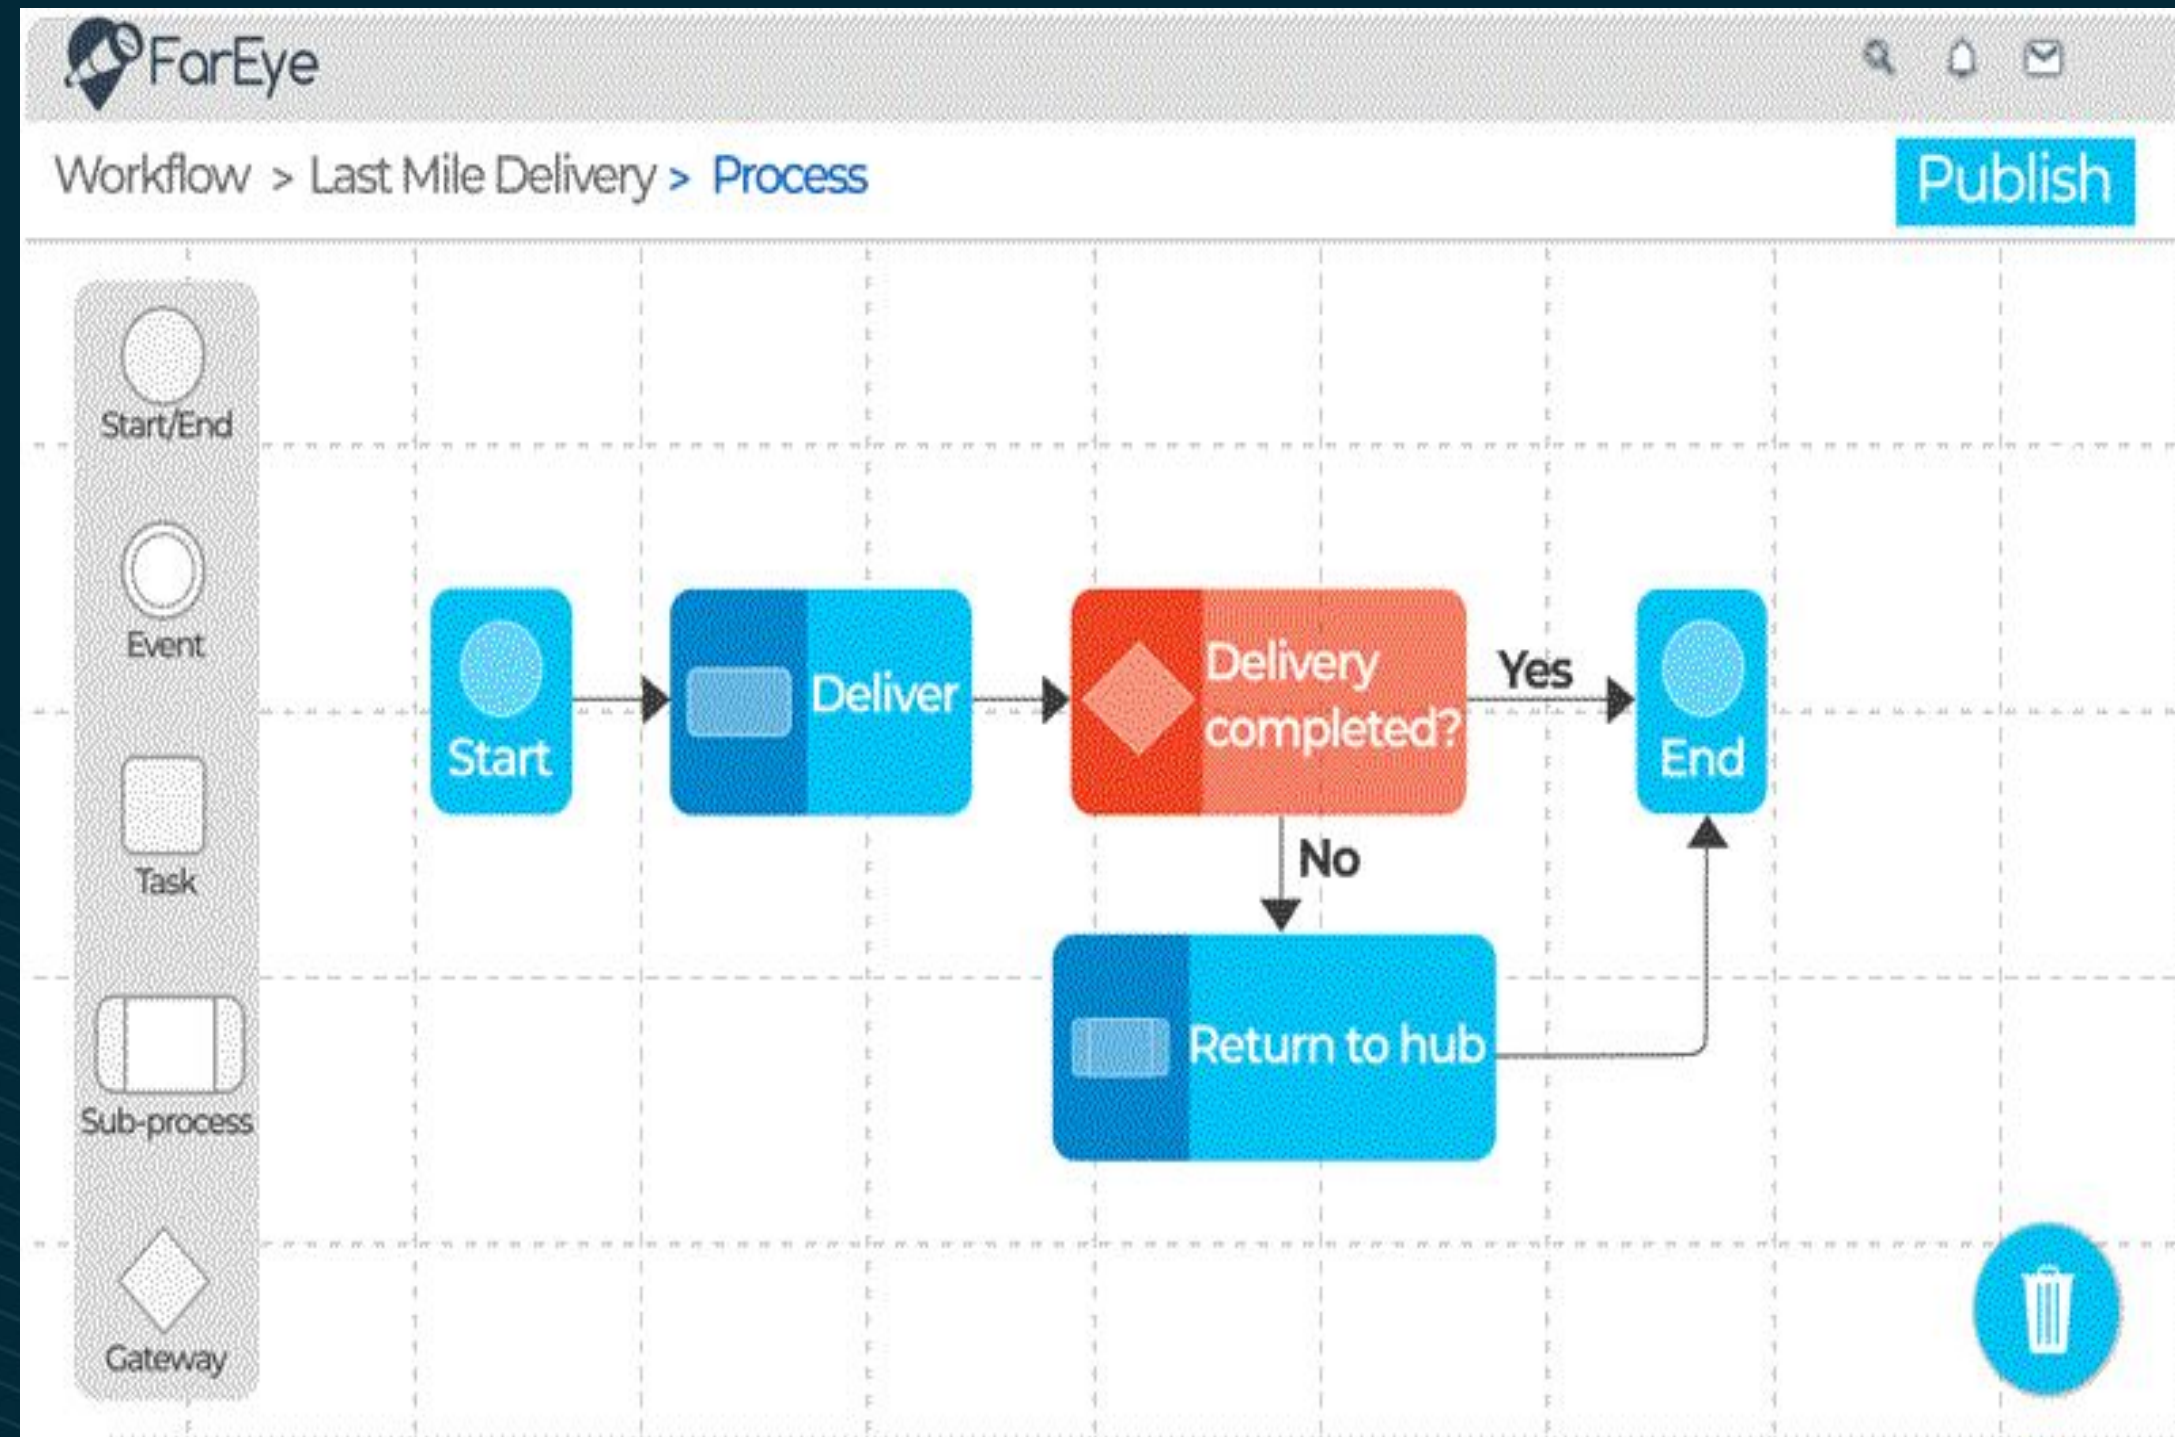 FarEye
Workflow > Last Mile Delivery > Process
Publish
Start/End
Event
Task
Sub-process
Gateway
Start
Deliver
Delivery
completed?
Yes
End
No
Return to hub